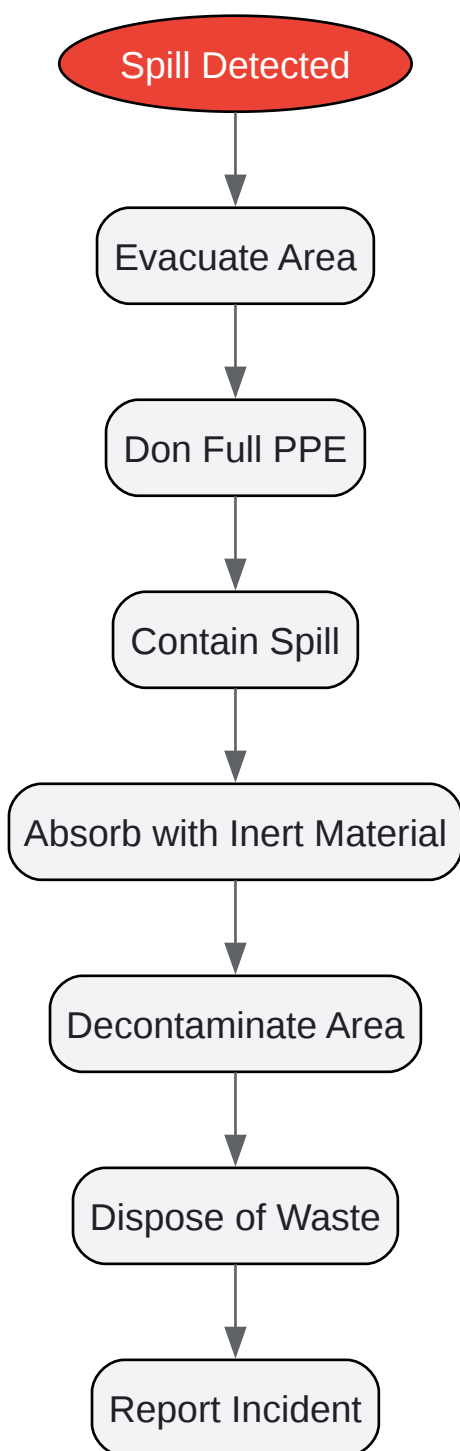 Spill Detected
Evacuate Area
Don Full PPE
Contain Spill
Absorb with Inert Material
Decontaminate Area
Dispose of Waste
Report Incident